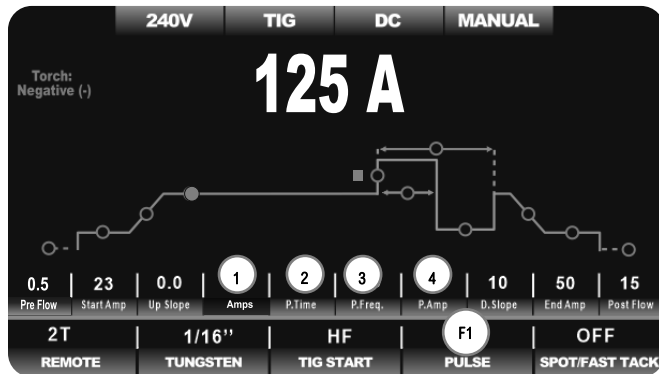 240V TIG DC MANUAL
Torch:
Negative (-)
125 A
0.5 | 23 | 0.0 | 1 | 2 | 3 | 4 | 10 | 50 | 15
Pre Flow Start Amp Up Slope Amps P.Time P.Freq. P.Amp D.Slope End Amp Post Flow
2T | 1/16’’ | HF | F1 | OFF
REMOTE TUNGSTEN TIG START PULSE SPOT/FAST TACK